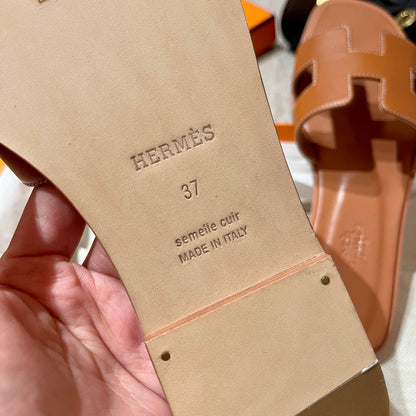 HERMÈS
37
semelle cuir
MADE IN ITALY